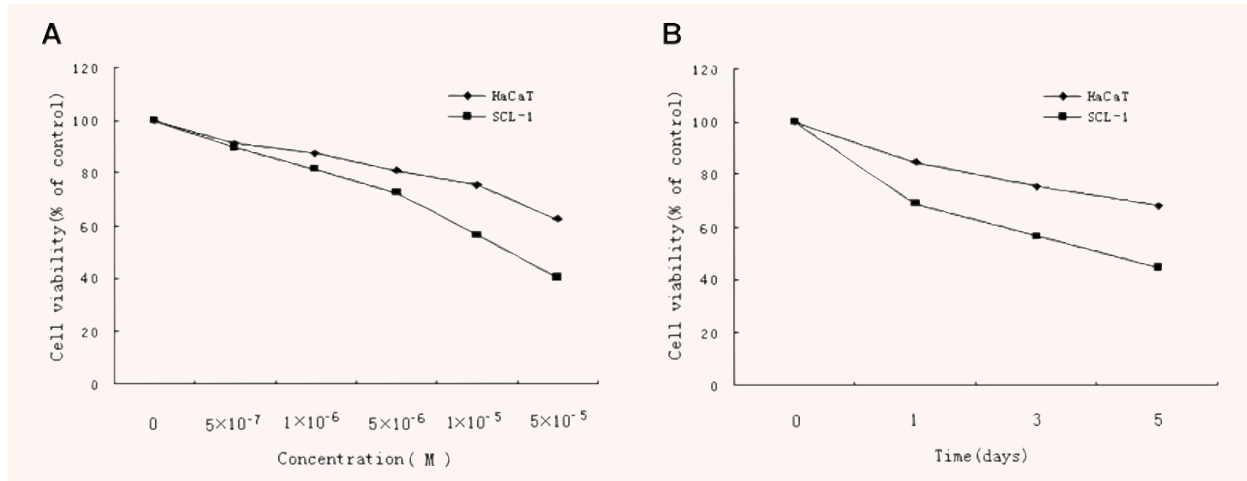 A
Cell viability(% of control)
120
100
80
60
40
20
0
HaCaT
SCL-1
0 5×10⁻⁷ 1×10⁻⁶ 5×10⁻⁶ 1×10⁻⁵ 5×10⁻⁵
Concentration( M )
B
Cell viability(% of control)
120
100
80
60
40
20
0
HaCaT
SCL-1
0 1 3 5
Time(days)